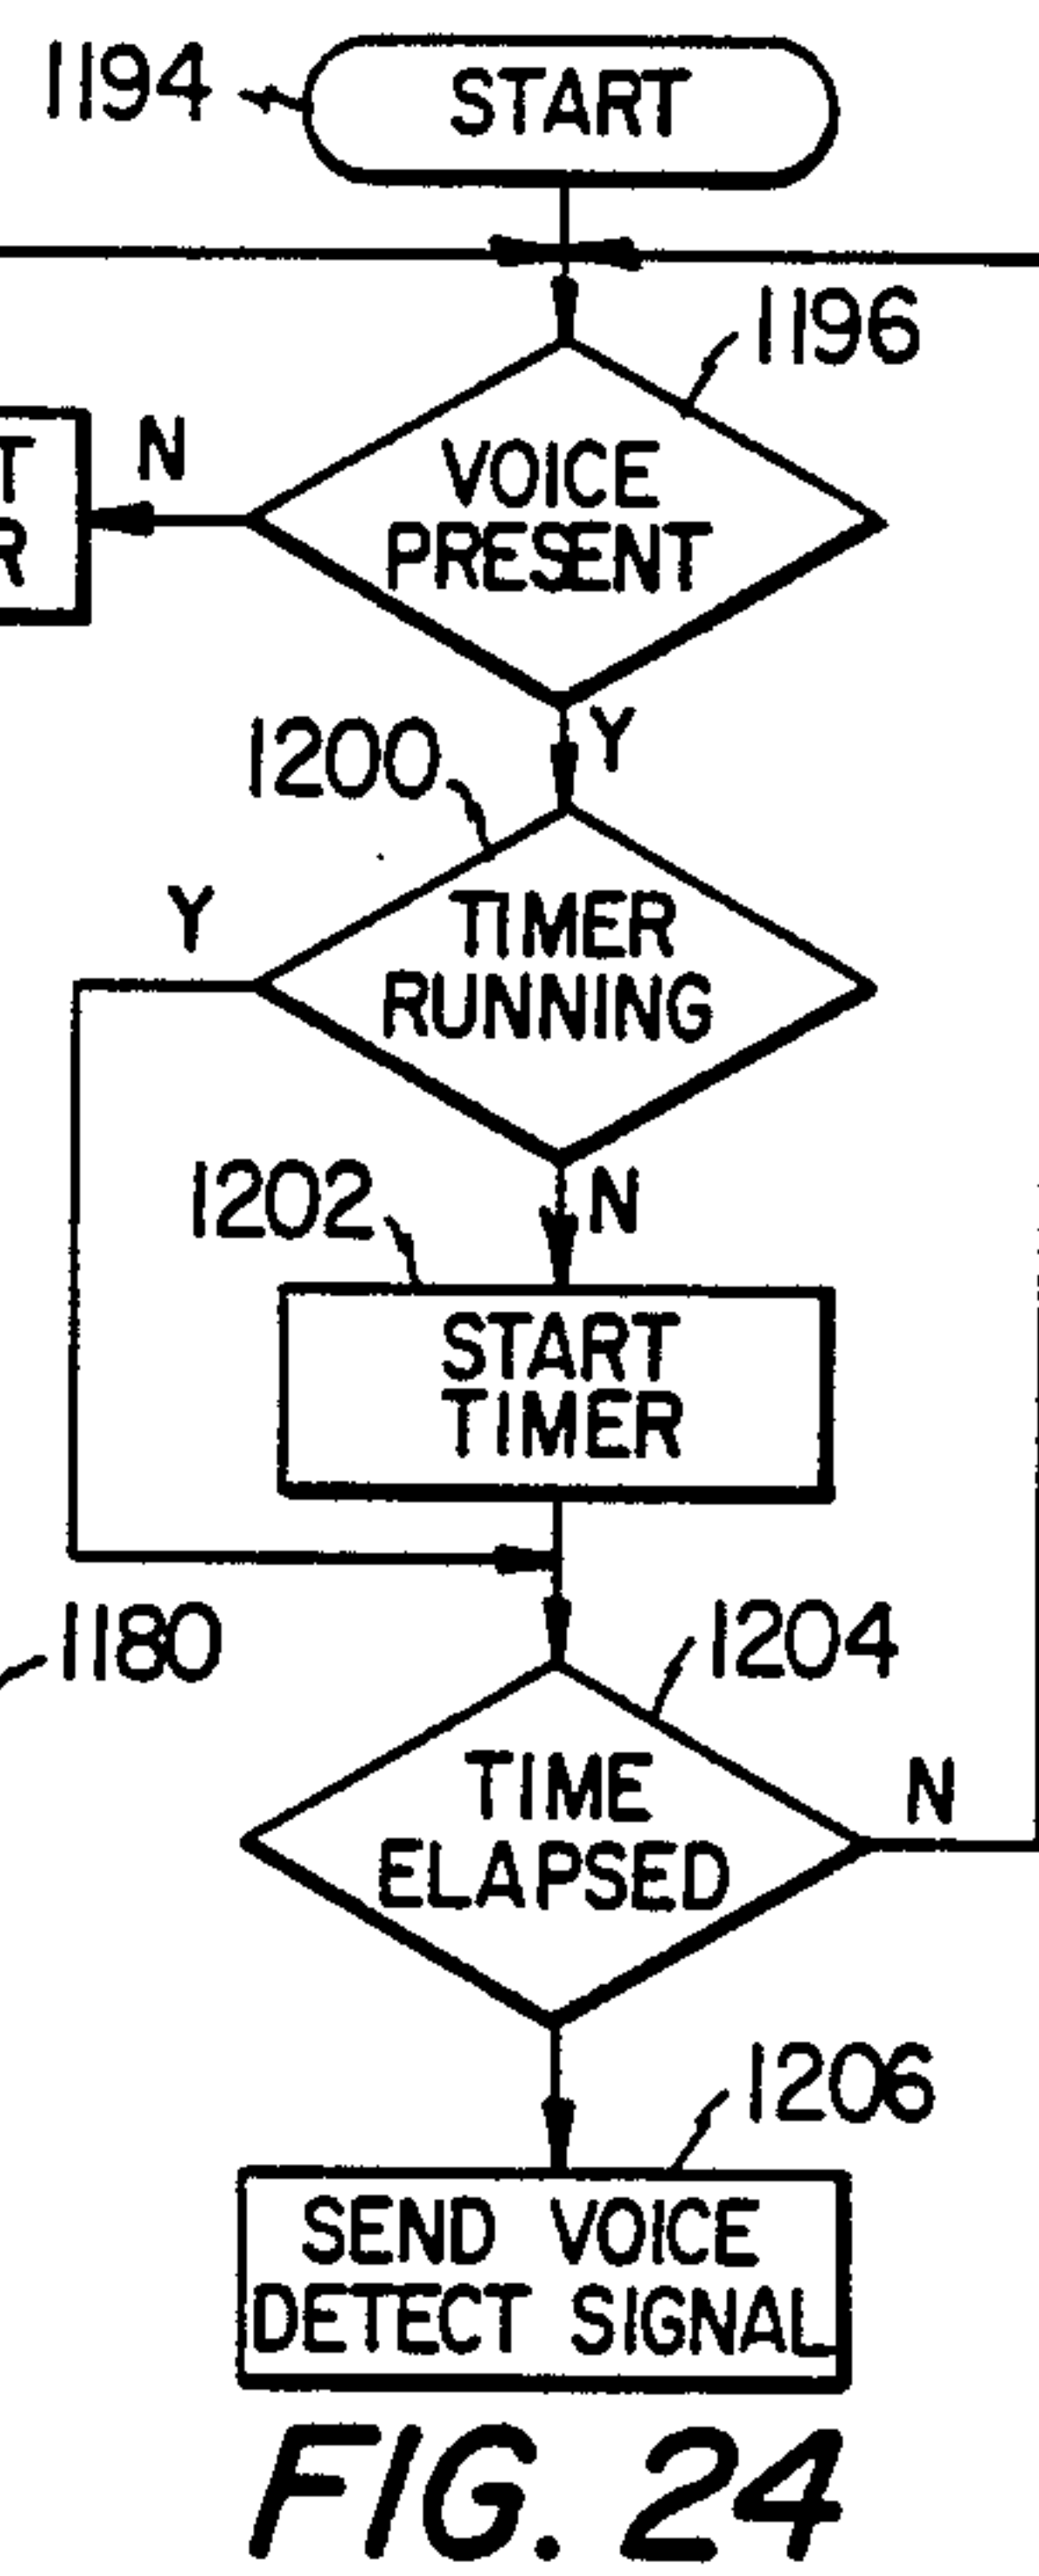 1194
START
1196
N
VOICE
PRESENT
T
R
Y
1200
Y
TIMER
RUNNING
N
1202
START
TIMER
1180
1204
TIME
ELAPSED
N
1206
SEND VOICE
DETECT SIGNAL
FIG. 24